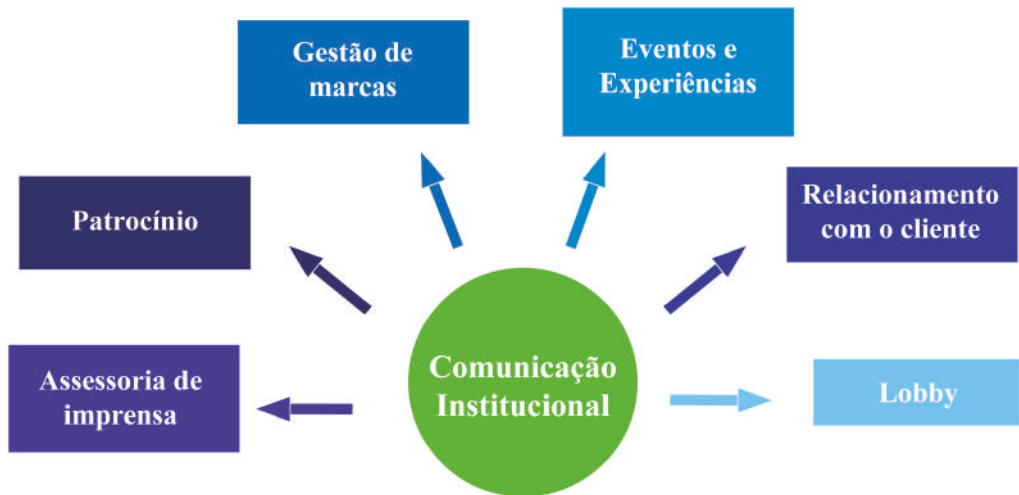 Gestão de
marcas
Eventos e
Experiências
Patrocínio
Relacionamento
com o cliente
Assessoria de
imprensa
Comunicação
Institucional
Lobby